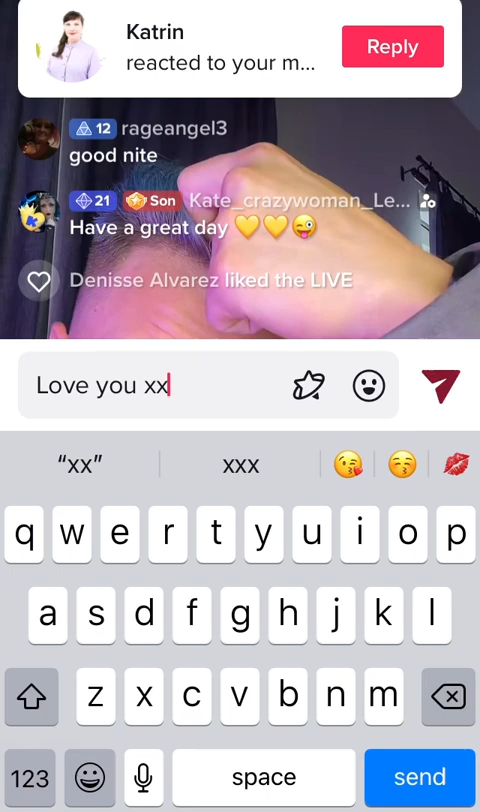 Katrin
reacted to your m...
Reply
12 rageangel3
good nite
21 Son Kate_crazywoman_Le...
Have a great day 💛💛😜
Denisse Alvarez liked the LIVE
Love you xx
“xx” xxx 😘 😚 💋
q w e r t y u i o p
a s d f g h j k l
z x c v b n m
123 space send